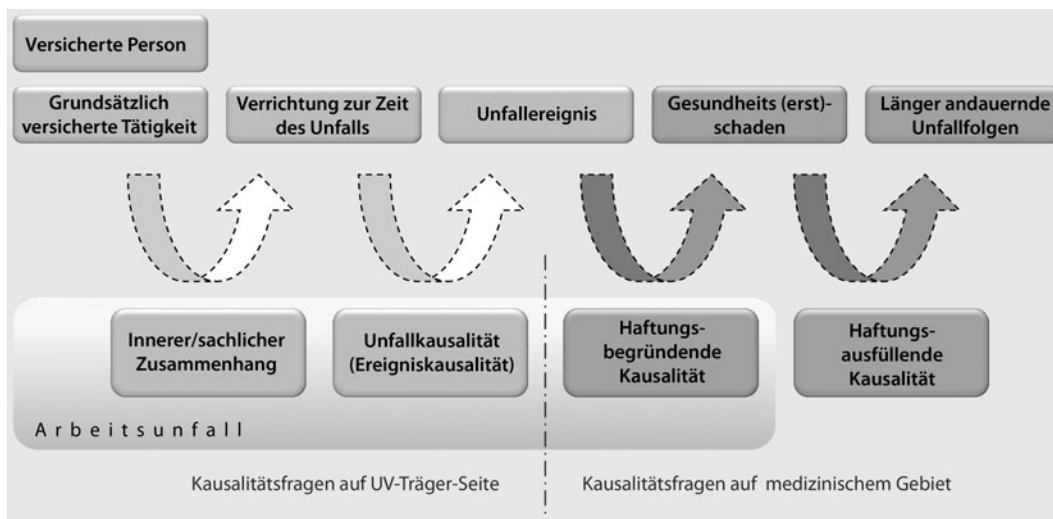 Versicherte Person
Grundsätzlich
versicherte Tätigkeit
Verrichtung zur Zeit
des Unfalls
Unfallereignis
Gesundheits (erst)-
schaden
Länger andauernde
Unfallfolgen
Innerer/sachlicher
Zusammenhang
Unfallkausalität
(Ereigniskausalität)
Haftungs-
begründende
Kausalität
Haftungs-
ausfüllende
Kausalität
Arbeitsunfall
Kausalitätsfragen auf UV-Träger-Seite
Kausalitätsfragen auf medizinischem Gebiet